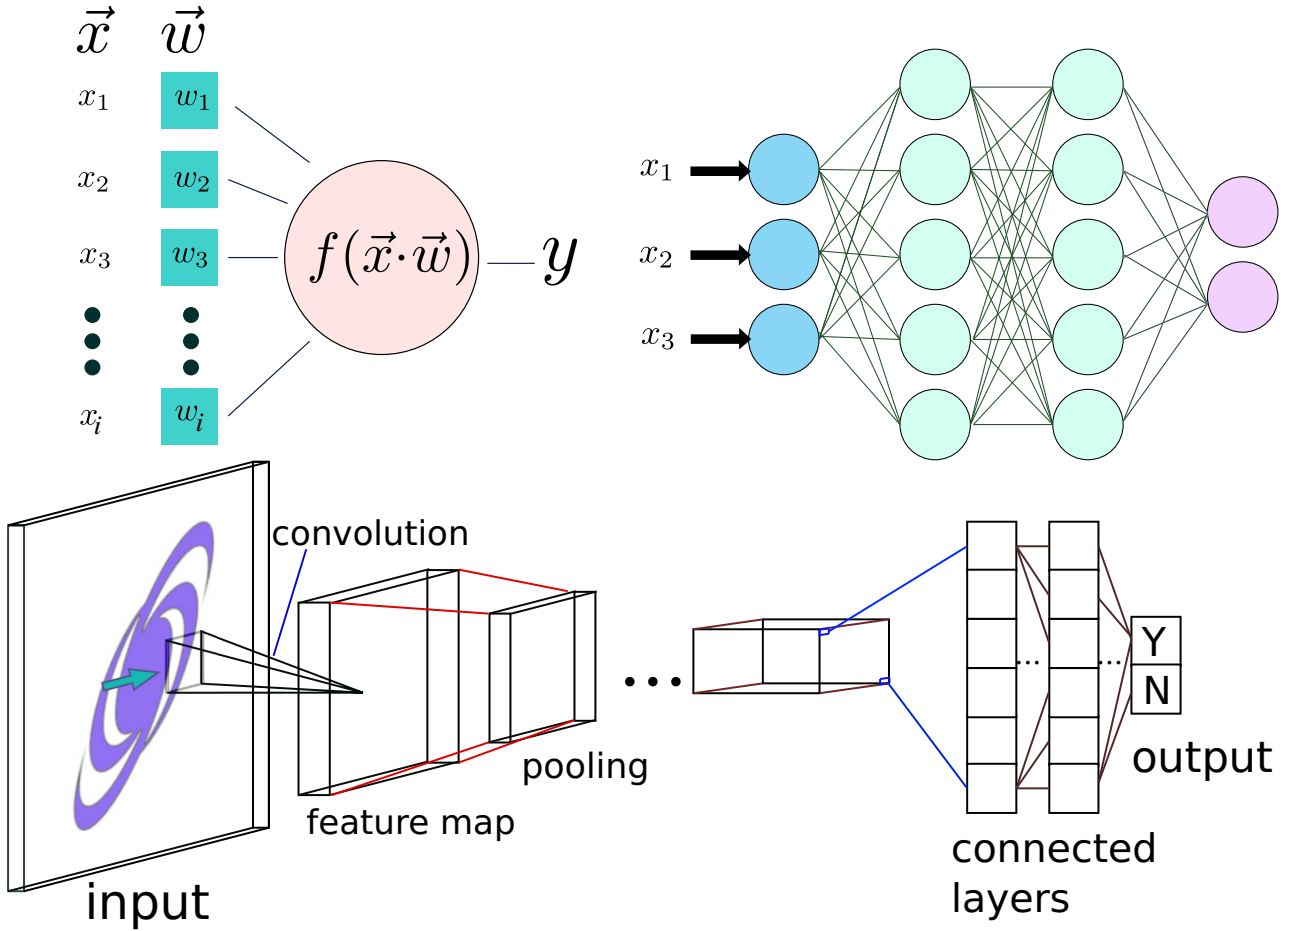 x⃗ w⃗
x₁ w₁
x₂ w₂
x₃ w₃
xᵢ wᵢ
f(x⃗·w⃗) y
x₁
x₂
x₃
convolution
feature map
pooling
...
input
... ...
Y
N
output
connected
layers